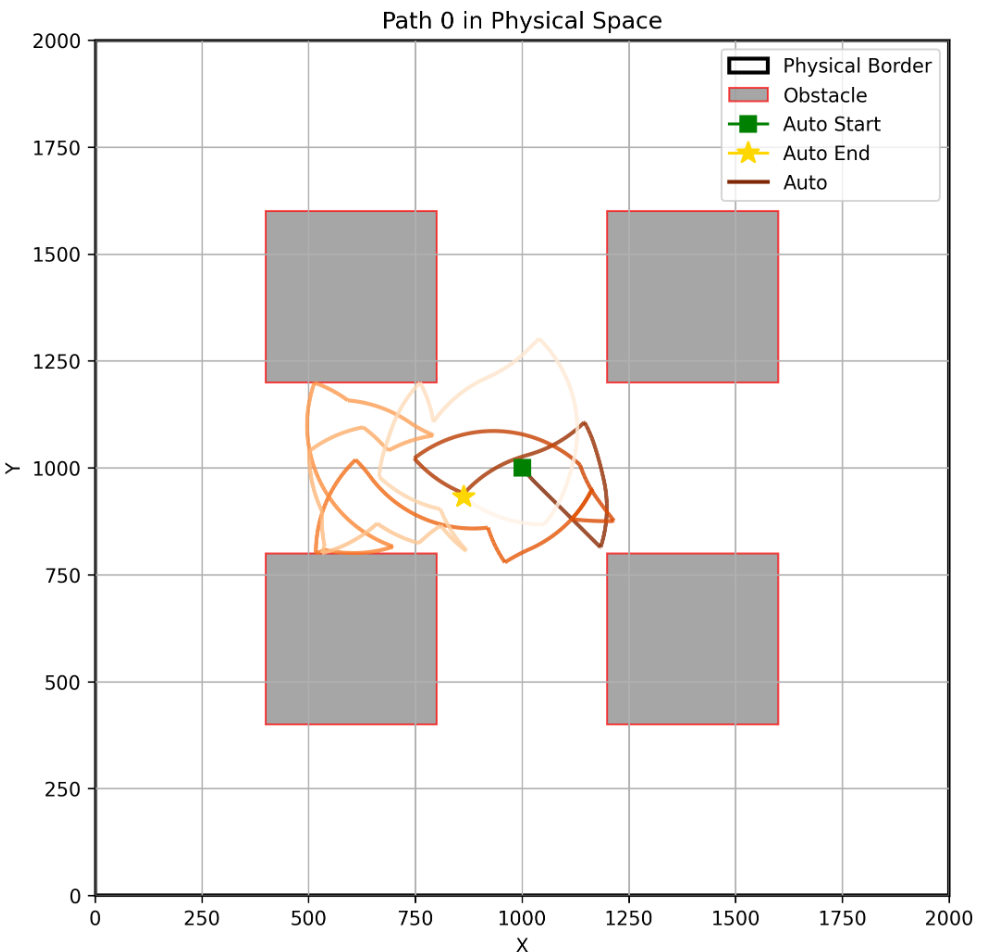 Path 0 in Physical Space
2000
1750
1500
1250
1000
750
500
250
0
Y
Physical Border
Obstacle
Auto Start
Auto End
Auto
0 250 500 750 1000 1250 1500 1750 2000
X